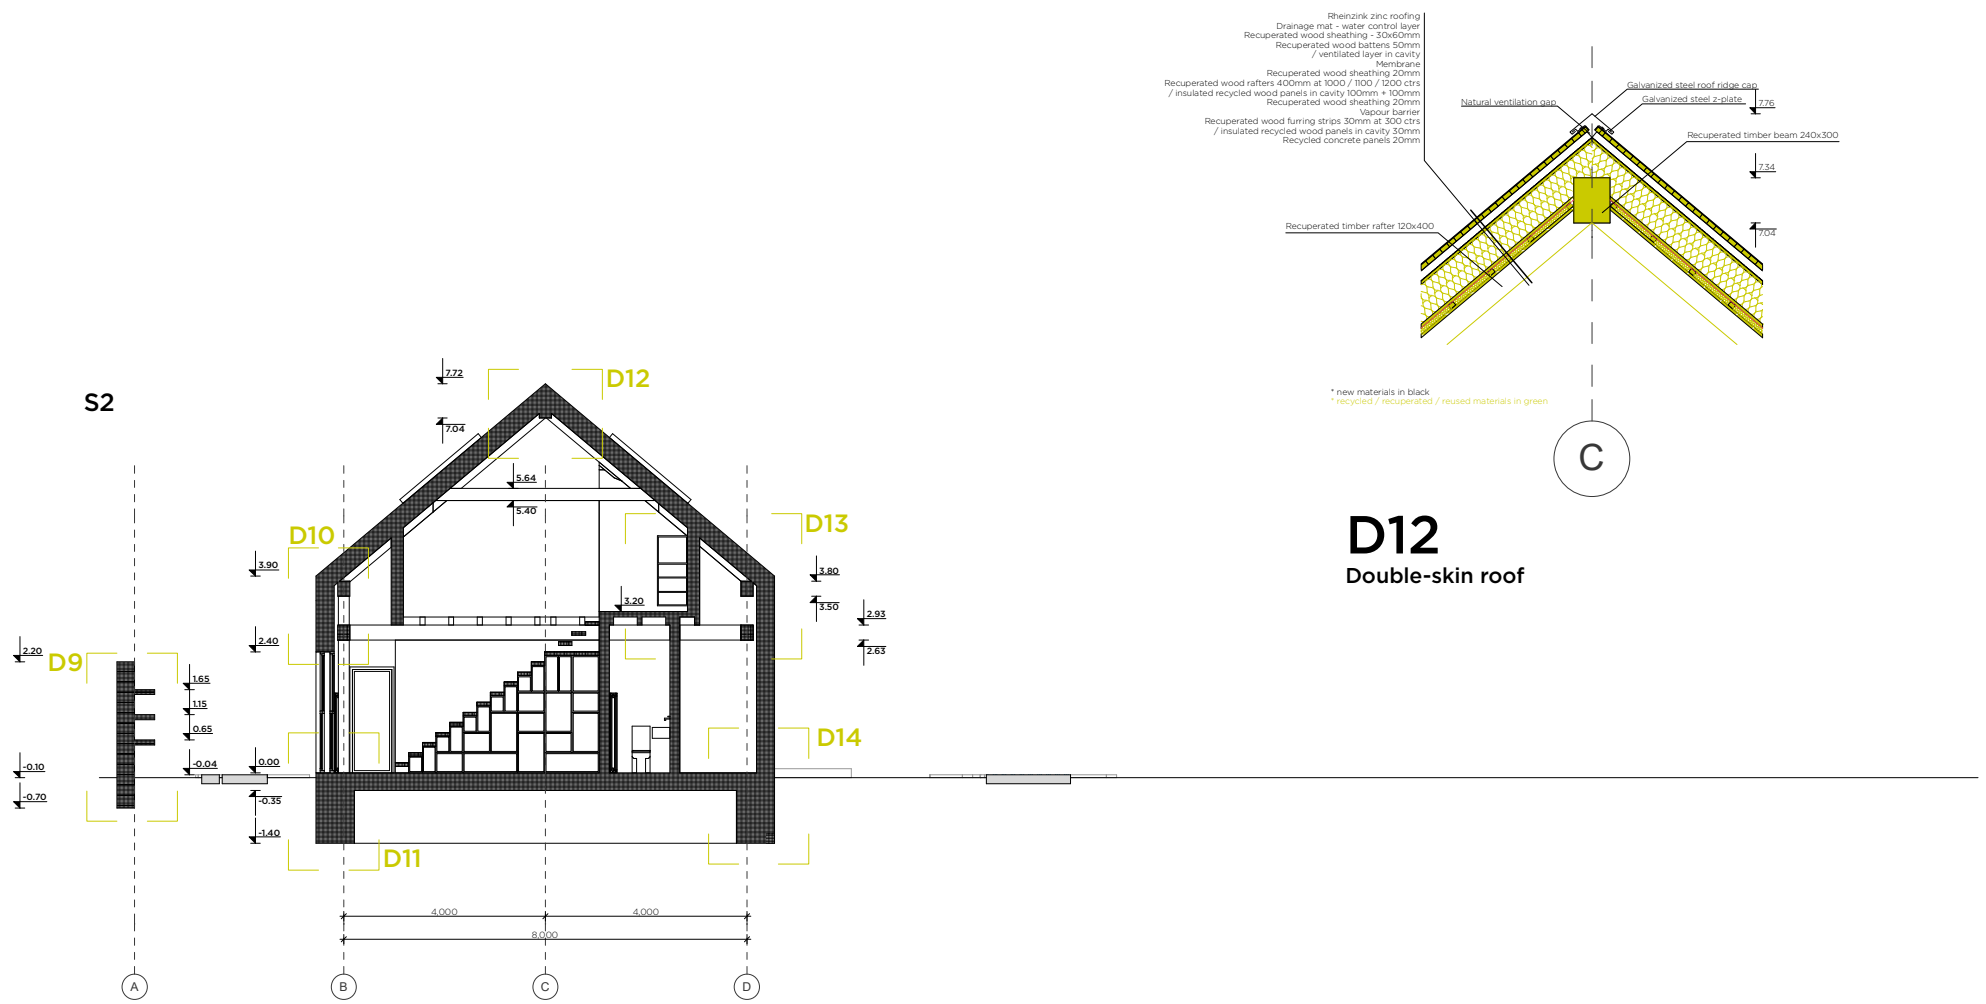 Rheinzink zinc roofing
Drainage mat - water control layer
Recuperated wood sheathing - 30x60mm
Recuperated wood battens 50mm
/ ventilated layer in cavity
Membrane
Recuperated wood sheathing 20mm
Recuperated wood rafters 400mm at 1000 / 1100 / 1200 ctrs
/ insulated recycled wood panels in cavity 100mm + 100mm
Recuperated wood sheathing 20mm
Vapour barrier
Recuperated wood furring strips 30mm at 300 ctrs
/ insulated recycled wood panels in cavity 30mm
Recycled concrete panels 20mm
Natural ventilation gap
Galvanized steel roof ridge cap
Galvanized steel z-plate
7.76
Recuperated timber beam 240x300
7.34
Recuperated timber rafter 120x400
7.04
* new materials in black
* recycled / recuperated / reused materials in green
C
D12
Double-skin roof
S2
7.72
D12
7.04
5.64
5.40
D10
D13
3.90
3.80
3.50
3.20
2.93
2.40
2.63
2.20
D9
1.65
1.15
0.65
D14
-0.04
0.00
-0.10
-0.70
-0.35
-1.40
D11
4,000
4,000
8,000
A
B
C
D